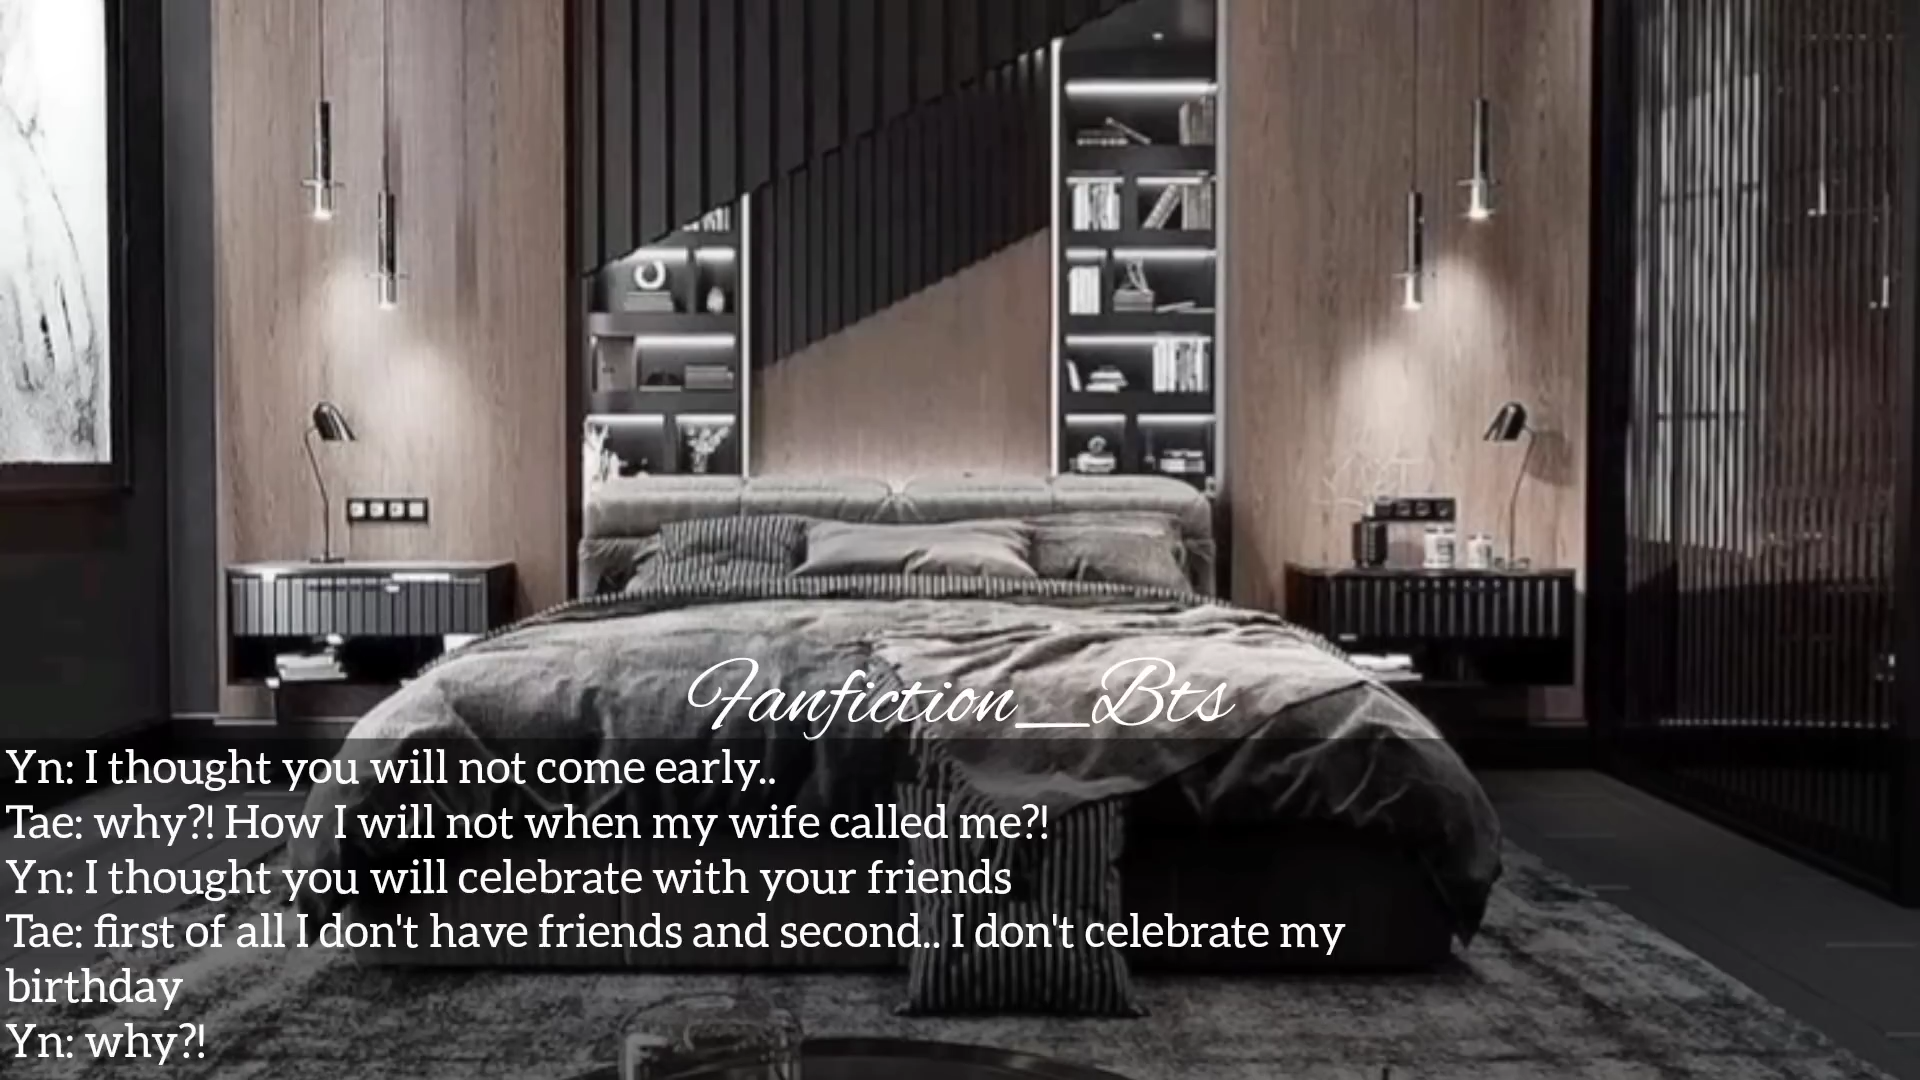 Fanfiction__Bts
Yn: I thought you will not come early..
Tae: why?! How I will not when my wife called me?!
Yn: I thought you will celebrate with your friends
Tae: first of all I don't have friends and second.. I don't celebrate my
birthday
Yn: why?!